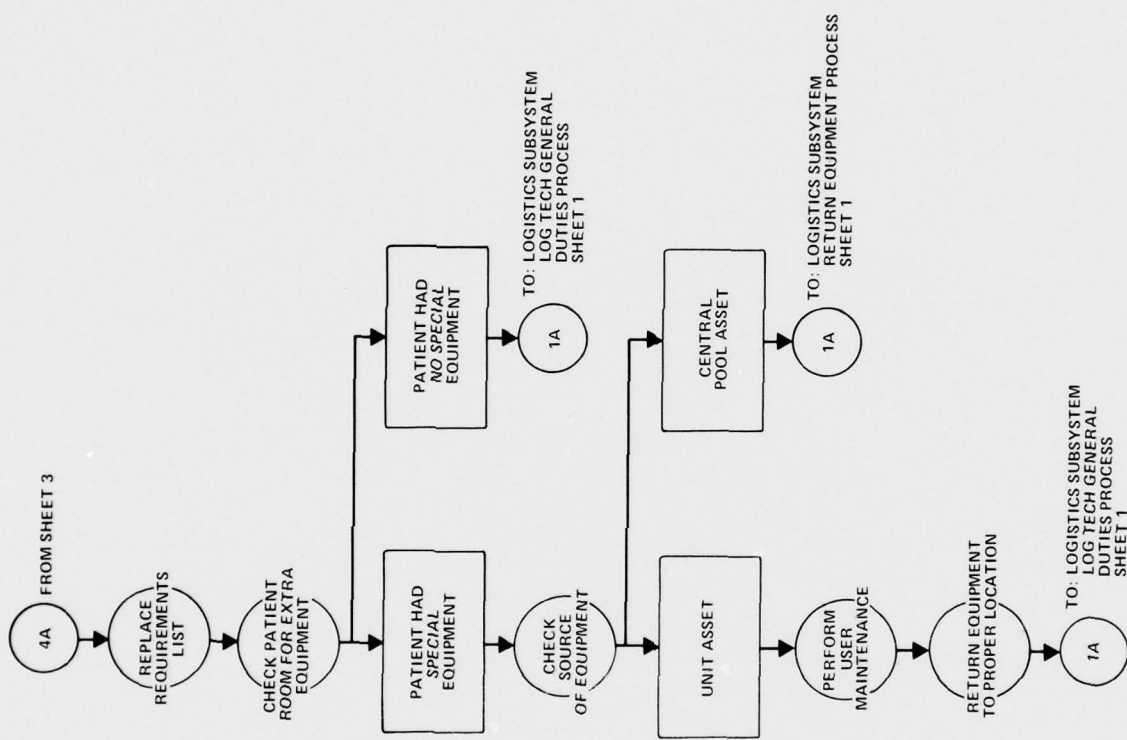 4A
FROM SHEET 3
REPLACE
REQUIREMENTS
LIST
CHECK PATIENT
ROOM FOR EXTRA
EQUIPMENT
PATIENT HAD
SPECIAL
EQUIPMENT
PATIENT HAD
NO SPECIAL
EQUIPMENT
1A
TO: LOGISTICS SUBSYSTEM
LOG TECH GENERAL
DUTIES PROCESS
SHEET 1
CHECK
SOURCE
OF EQUIPMENT
UNIT ASSET
CENTRAL
POOL ASSET
1A
TO: LOGISTICS SUBSYSTEM
RETURN EQUIPMENT PROCESS
SHEET 1
PERFORM
USER
MAINTENANCE
RETURN EQUIPMENT
TO PROPER LOCATION
1A
TO: LOGISTICS SUBSYSTEM
LOG TECH GENERAL
DUTIES PROCESS
SHEET 1